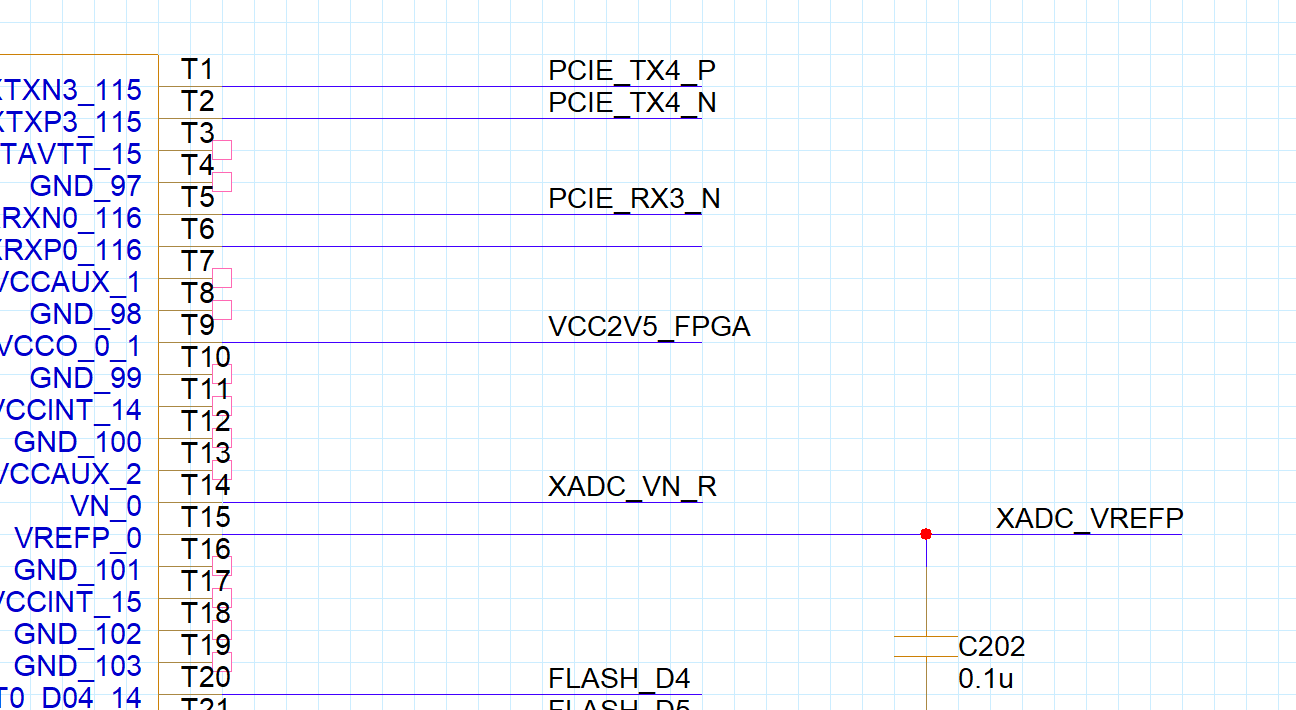 T1
PCIE_TX4_P
XTXN3_115
T2
PCIE_TX4_N
XTXP3_115
T3
TAVTT_15
T4
GND_97
T5
PCIE_RX3_N
RXN0_116
T6
RXP0_116
T7
VCCAUX_1
T8
GND_98
T9
VCC2V5_FPGA
VCCO_0_1
T10
GND_99
T11
VCCINT_14
T12
GND_100
T13
VCCAUX_2
T14
XADC_VN_R
VN_0
T15
XADC_VREFP
VREFP_0
T16
GND_101
T17
VCCINT_15
T18
GND_102
T19
C202
GND_103
T20
FLASH_D4
0.1u
T0_D04_14
T21
FLASH_D5